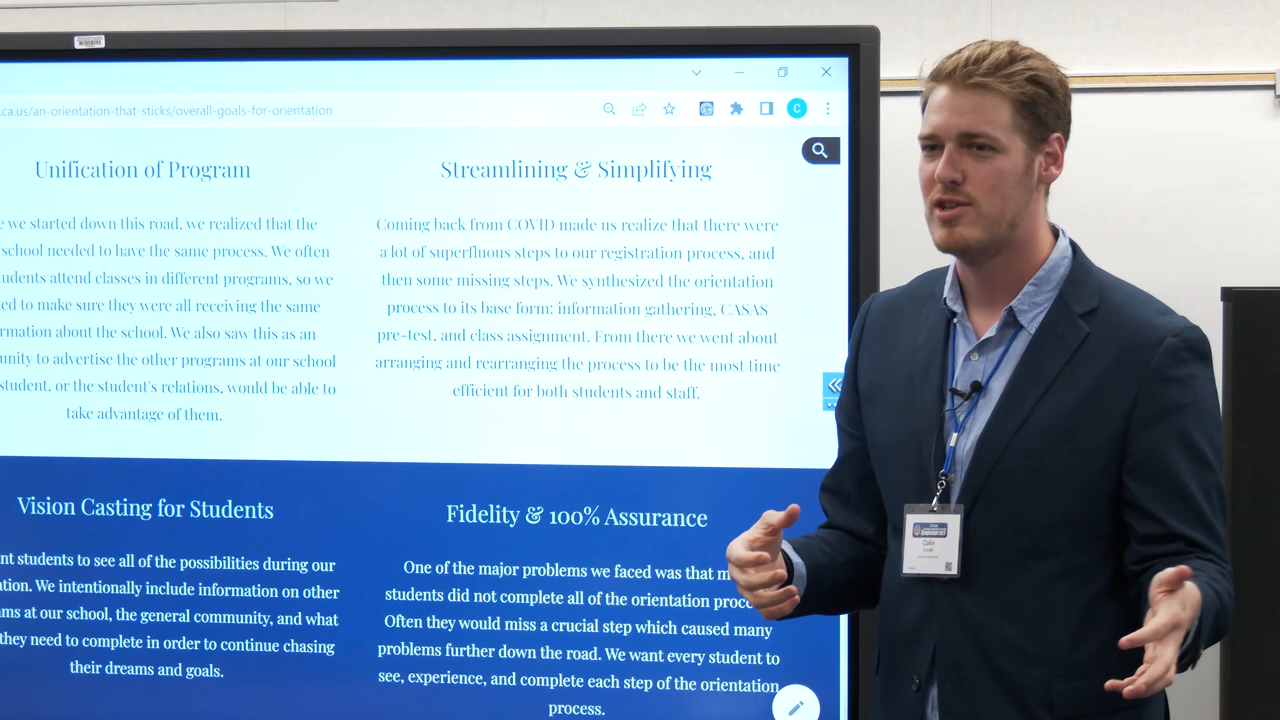 .ca.us/an-orientation-that-sticks/overall-goals-for-orientation
C
Unification of Program
we started down this road, we realized that the
school needed to have the same process. We often
students attend classes in different programs, so we
to make sure they were all receiving the same
about the school. We also saw this as an
to advertise the other programs at our school
student, or the student's relations, would be able to
take advantage of them.
Streamlining & Simplifying
Coming back from COVID made us realize that there were
a lot of superfluous steps to our registration process, and
then some missing steps. We synthesized the orientation
process to its base form: information gathering, CASAS
pre-test, and class assignment. From there we went about
arranging and rearranging the process to be the most time
efficient for both students and staff.
Vision Casting for Students
students to see all of the possibilities during our
We intentionally include information on other
at our school, the general community, and what
they need to complete in order to continue chasing
their dreams and goals.
Fidelity & 100% Assurance
One of the major problems we faced was that
students did not complete all of the orientation
Often they would miss a crucial step which caused many
problems further down the road. We want every student to
see, experience, and complete each step of the orientation
process.
Colin